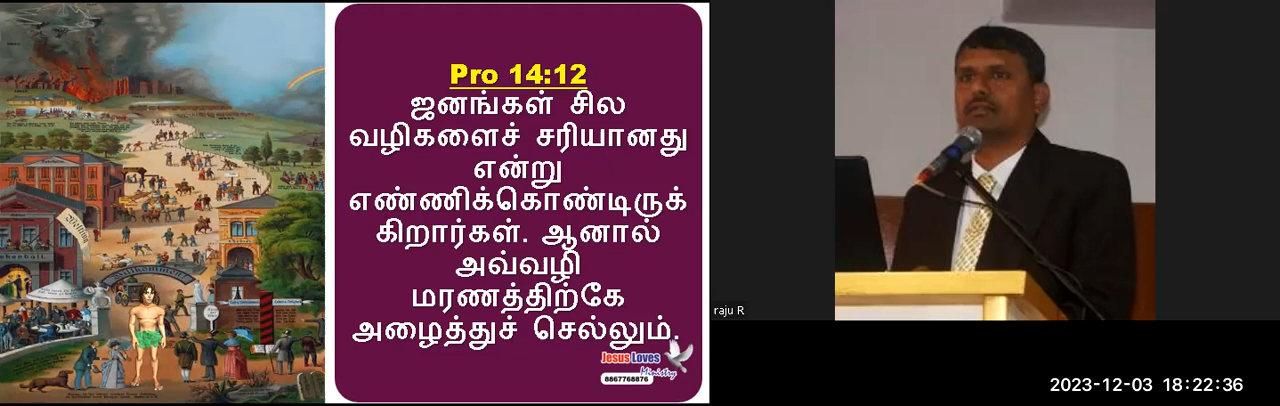 Pro 14:12
ஜனங்கள் சில
வழிகளைச் சரியானது
என்று
எண்ணிக்கொண்டிருக்
கிறார்கள். ஆனால்
அவ்வழி
மரணத்திற்கே
அழைத்துச் செல்லும்.
Jesus Loves
Ministry
8867768876
Willkommen
raju R
2023-12-03 18:22:36